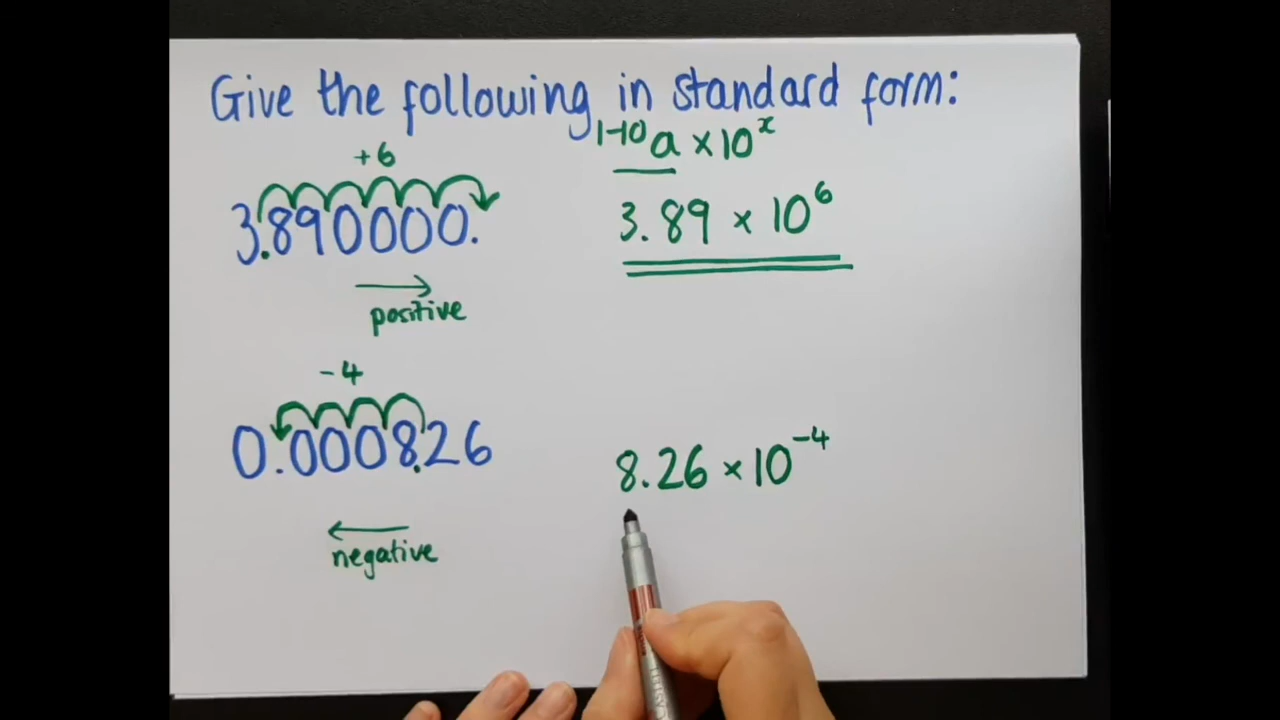 Give the following in standard form:
1-10 a × 10^x
+6
3.890000.
3.89 × 10^6
positive
-4
0.0008.26
8.26 × 10^-4
negative